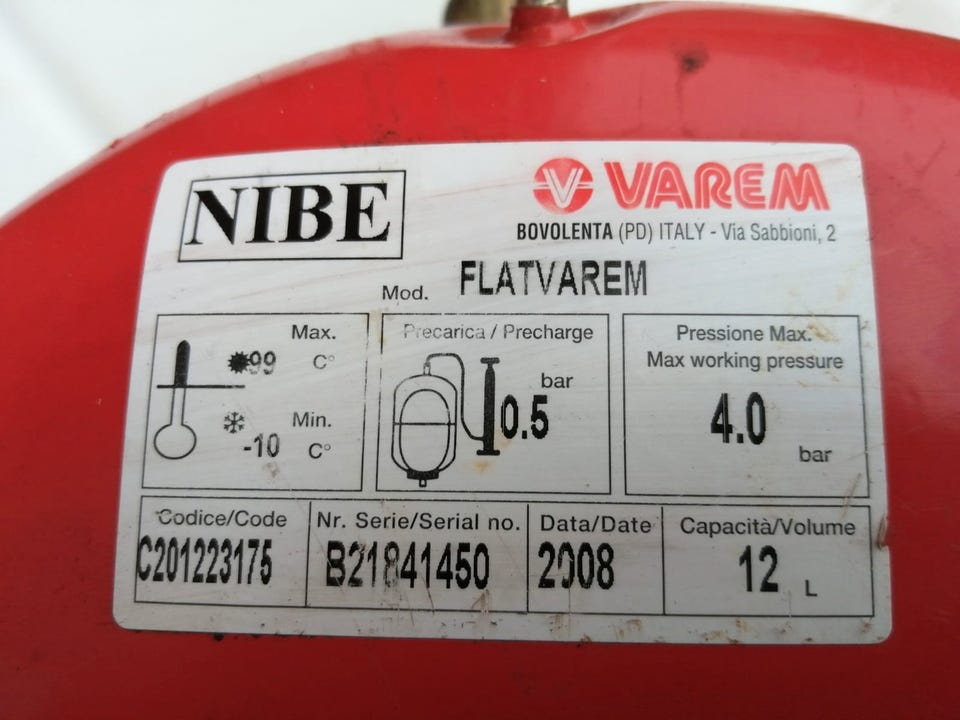 NIBE
VAREM
BOVOLENTA (PD) ITALY - Via Sabbioni, 2
Mod. FLATVAREM
Max.
99 C°
Min.
-10 C°
Precarica / Precharge
bar
0.5
Pressione Max.
Max working pressure
4.0
bar
Codice/Code
C201223175
Nr. Serie/Serial no.
B21841450
Data/Date
2008
Capacità/Volume
12 L